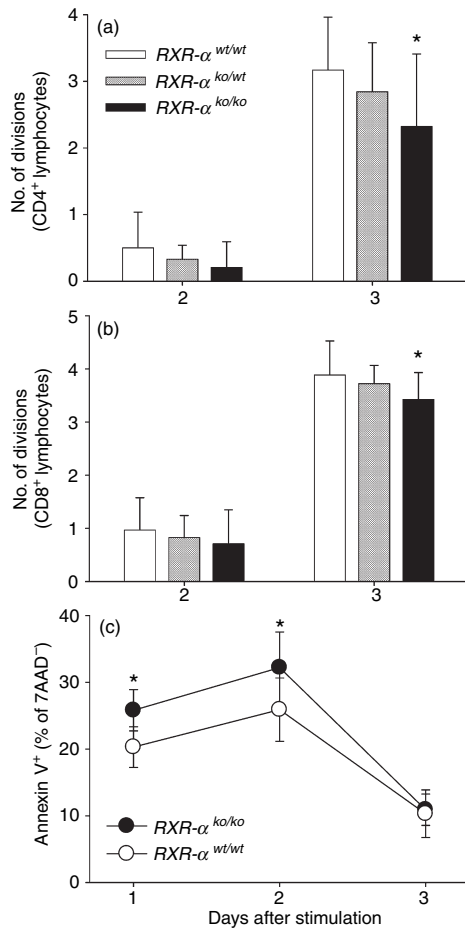 (a)
RXR-α wt/wt
RXR-α ko/wt
RXR-α ko/ko
*
No. of divisions
(CD4+ lymphocytes)
4
3
2
1
0
2
3
(b)
*
No. of divisions
(CD8+ lymphocytes)
5
4
3
2
1
0
2
3
(c)
*
*
Annexin V+ (% of 7AAD−)
40
30
20
10
0
RXR-α ko/ko
RXR-α wt/wt
1
2
3
Days after stimulation